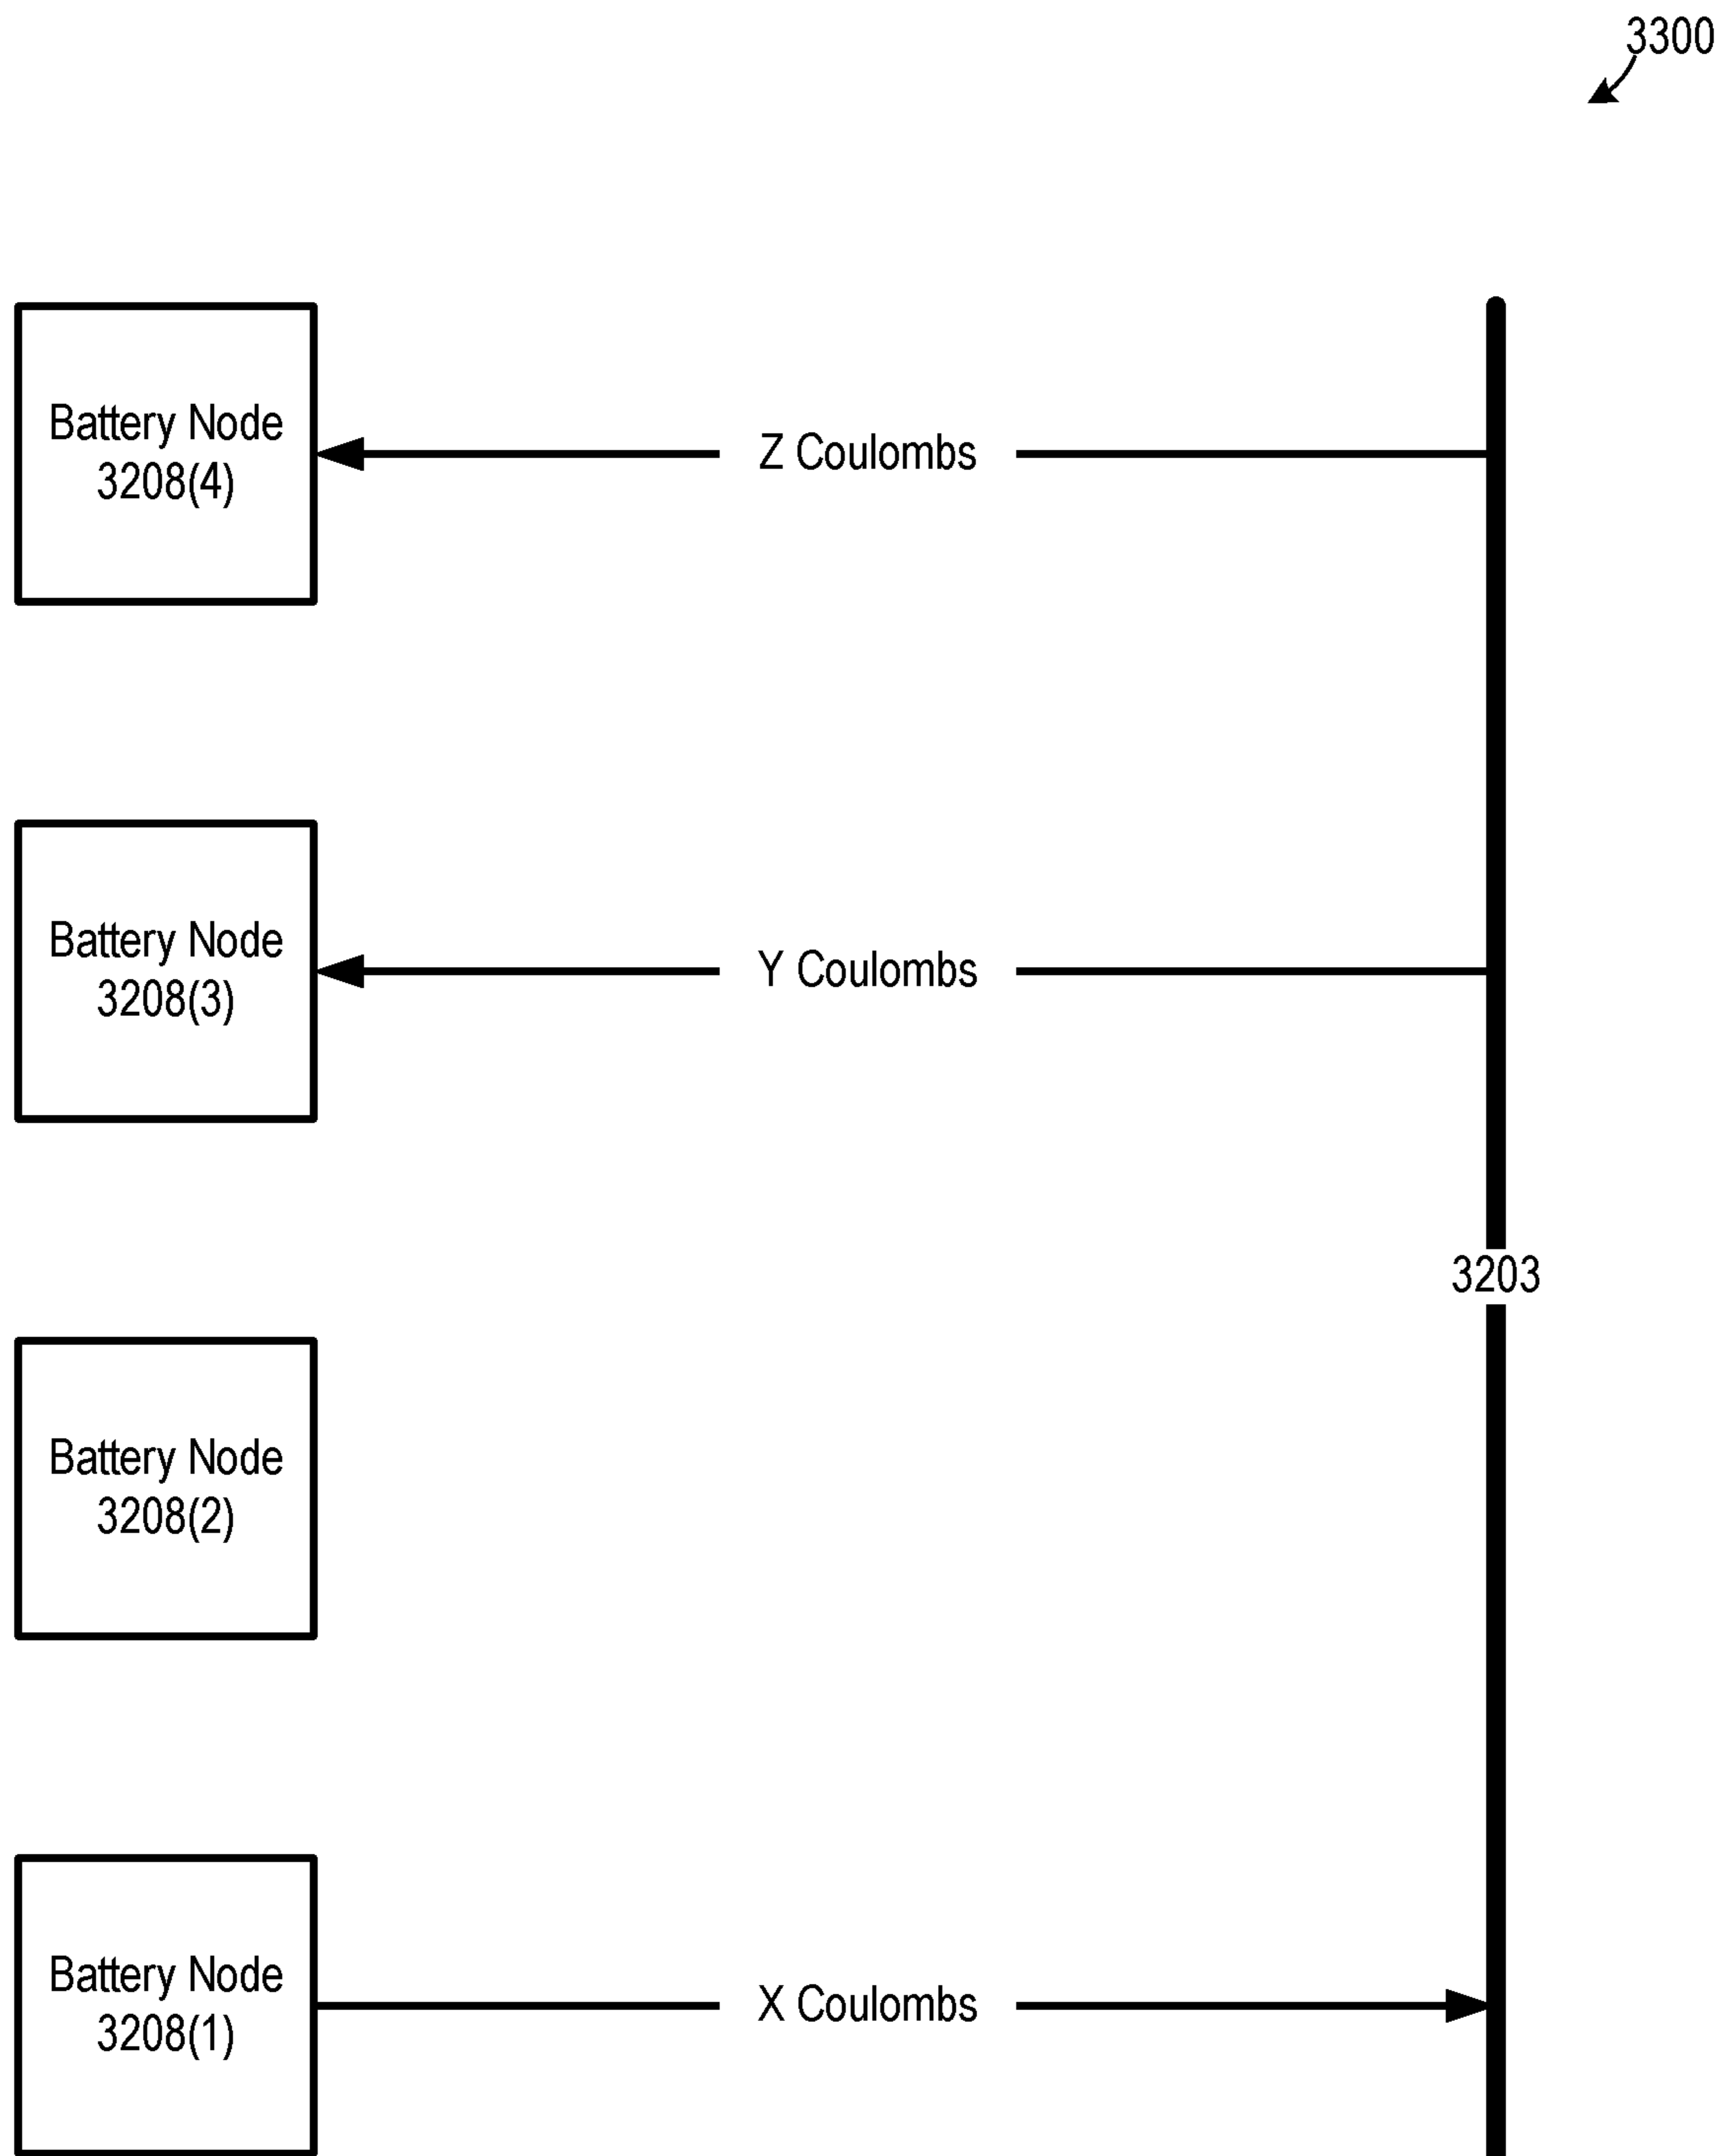 3300
Battery Node
3208(4)
Z Coulombs
Battery Node
3208(3)
Y Coulombs
3203
Battery Node
3208(2)
Battery Node
3208(1)
X Coulombs